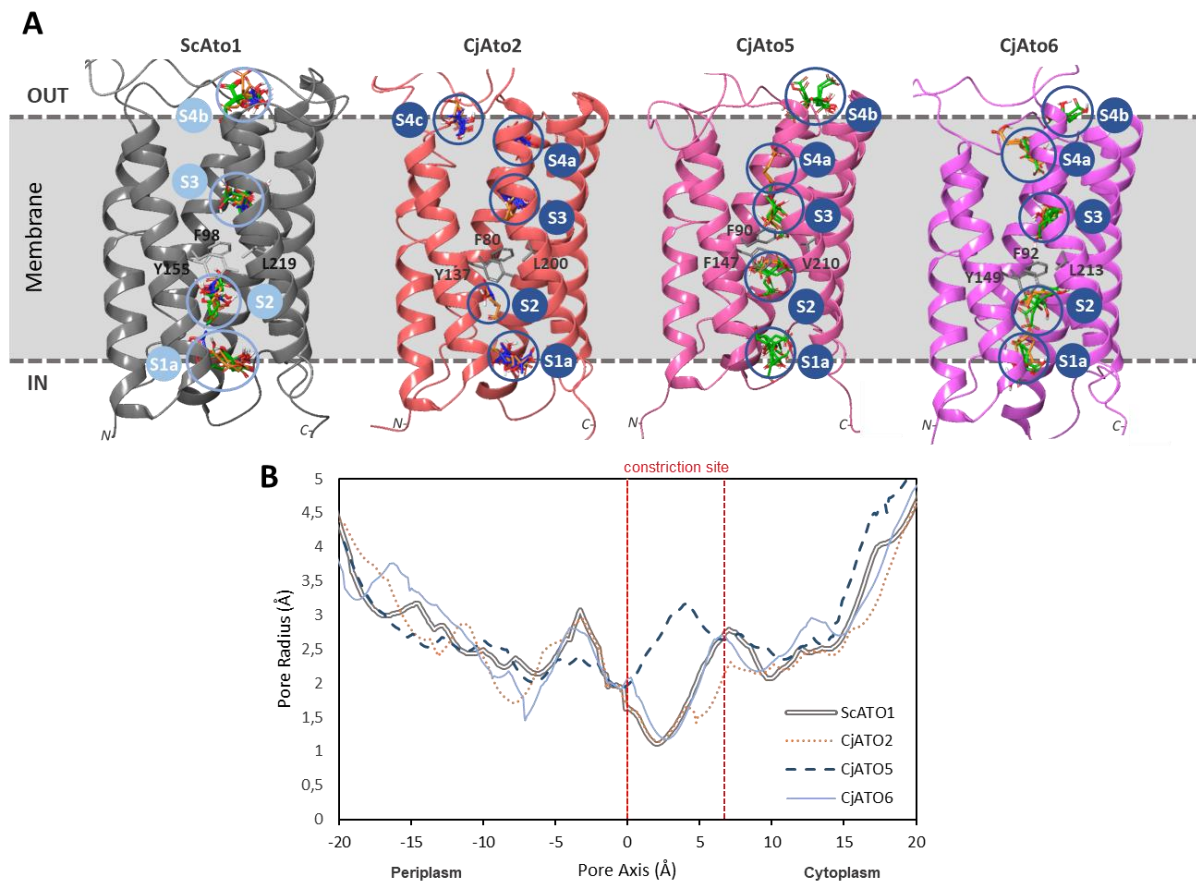 A
ScAto1
CjAto2
CjAto5
CjAto6
OUT
Membrane
IN
S4b
S3
F98
Y155
L219
S2
S1a
N-
C-
S4c
S4a
S3
F80
Y137
L200
S2
S1a
N-
C-
S4b
S4a
S3
F90
F147
V210
S2
S1a
N-
C-
S4b
S4a
S3
F92
Y149
L213
S2
S1a
N-
C-
B
constriction site
Pore Radius (Å)
5
4,5
4
3,5
3
2,5
2
1,5
1
0,5
0
ScATO1
CjATO2
CjATO5
CjATO6
-20 -15 -10 -5 0 5 10 15 20
Periplasm Pore Axis (Å) Cytoplasm